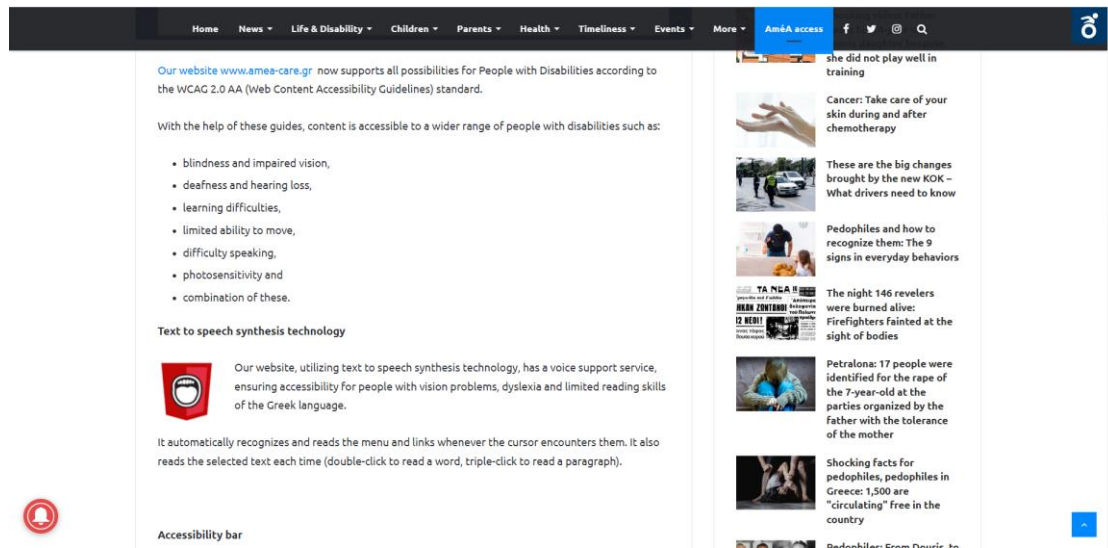 Home News Life & Disability Children Parents Health Timeliness Events More AméA access
Our website www.amea-care.gr now supports all possibilities for People with Disabilities according to
the WCAG 2.0 AA (Web Content Accessibility Guidelines) standard.
With the help of these guides, content is accessible to a wider range of people with disabilities such as:
• blindness and impaired vision,
• deafness and hearing loss,
• learning difficulties,
• limited ability to move,
• difficulty speaking,
• photosensitivity and
• combination of these.
Text to speech synthesis technology
Our website, utilizing text to speech synthesis technology, has a voice support service,
ensuring accessibility for people with vision problems, dyslexia and limited reading skills
of the Greek language.
It automatically recognizes and reads the menu and links whenever the cursor encounters them. It also
reads the selected text each time (double-click to read a word, triple-click to read a paragraph).
Accessibility bar
she did not play well in
training
Cancer: Take care of your
skin during and after
chemotherapy
These are the big changes
brought by the new KOK –
What drivers need to know
Pedophiles and how to
recognize them: The 9
signs in everyday behaviors
ΤΑ ΝΕΑ
ΖΩΝΤΑΝΟΙ
The night 146 revelers
were burned alive:
Firefighters fainted at the
sight of bodies
Petralona: 17 people were
identified for the rape of
the 7-year-old at the
parties organized by the
father with the tolerance
of the mother
Shocking facts for
pedophiles, pedophiles in
Greece: 1,500 are
"circulating" free in the
country
Pedophiles: From Douris, to